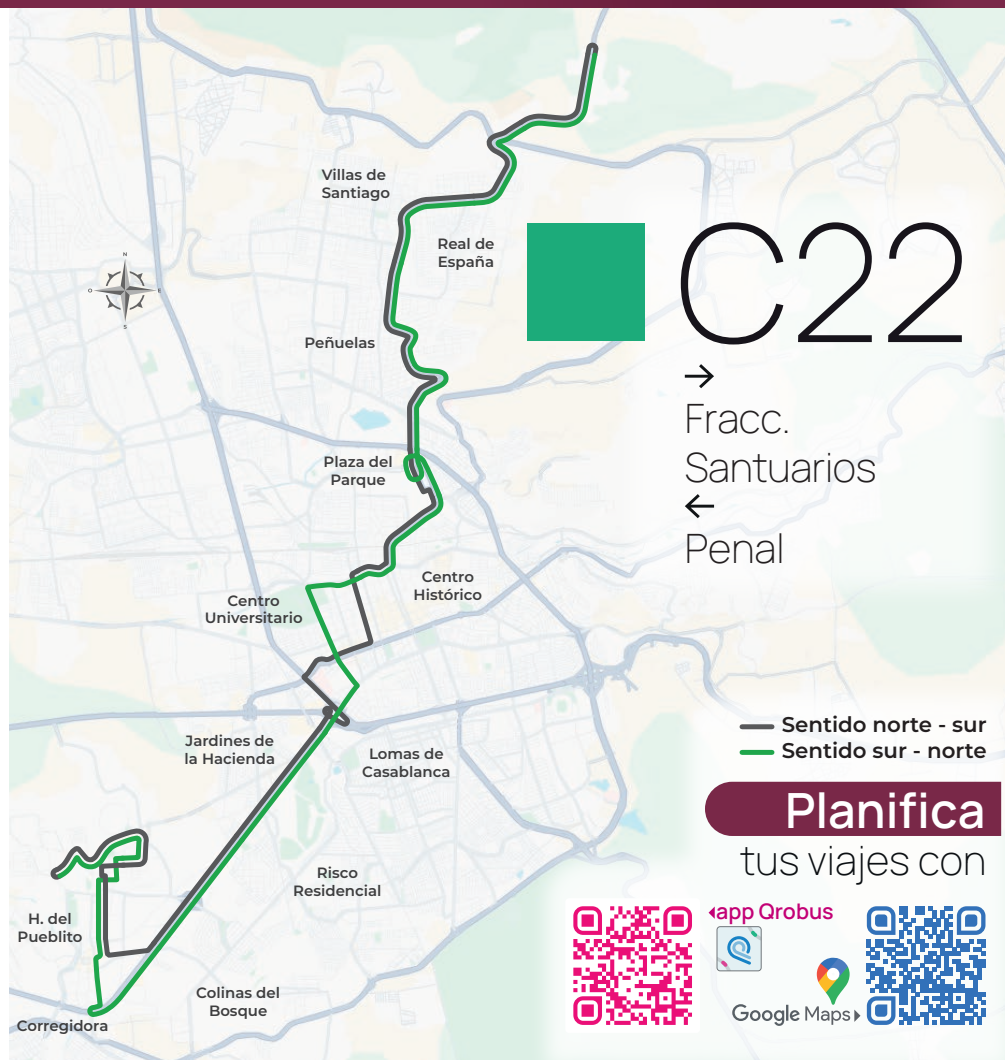 Villas de
Santiago
Real de
España
N
O
E
S
Peñuelas
C22
→
Fracc.
Santuarios
←
Penal
Plaza del
Parque
Centro
Histórico
Centro
Universitario
Jardines de
la Hacienda
Lomas de
Casablanca
Sentido norte - sur
Sentido sur - norte
Planifica
tus viajes con
Risco
Residencial
H. del
Pueblito
app Qrobus
Google Maps
Colinas del
Bosque
Corregidora